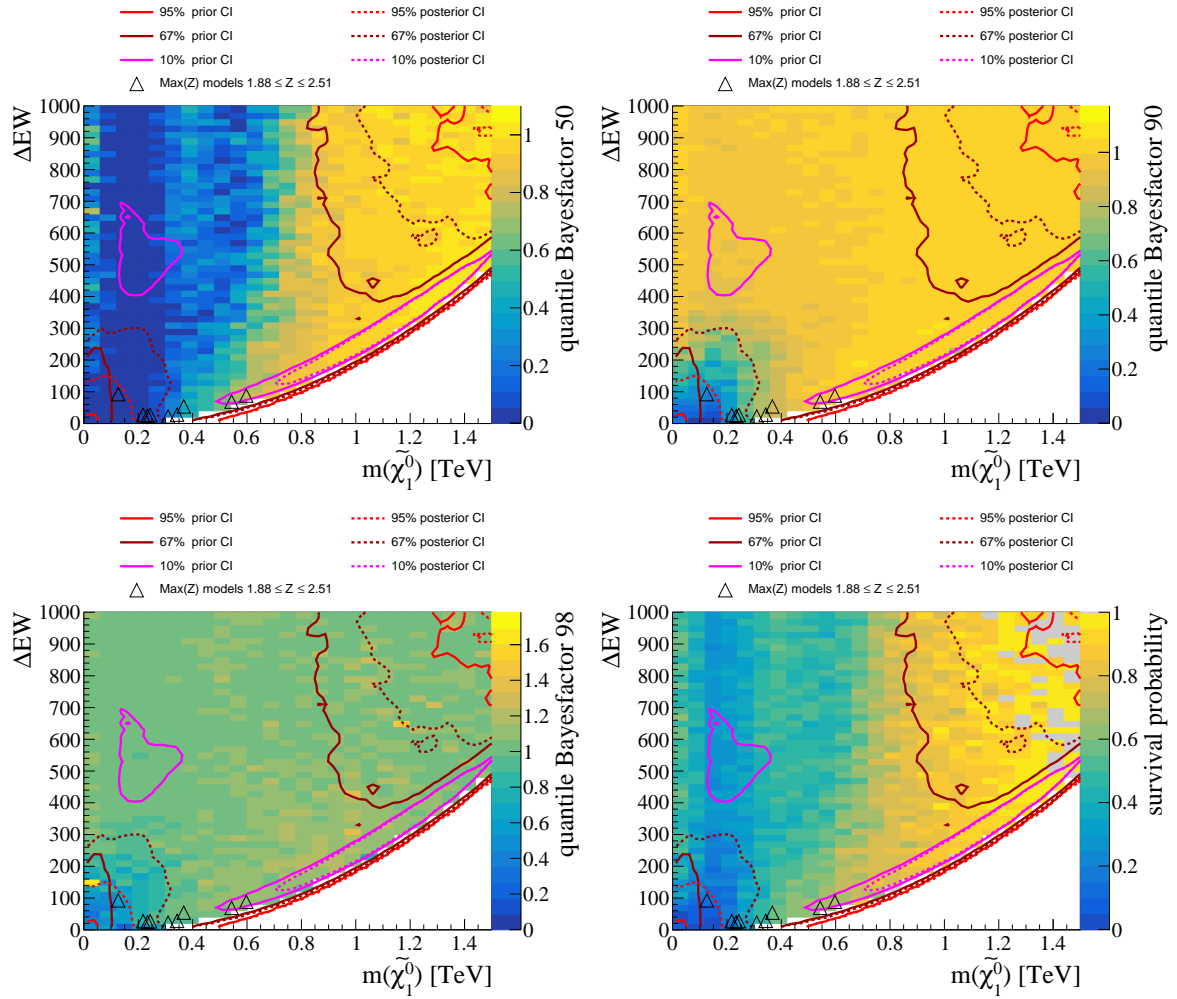 95% prior CI 95% posterior CI
67% prior CI 67% posterior CI
10% prior CI 10% posterior CI
Max(Z) models 1.88 ≤ Z ≤ 2.51
ΔEW
1000
900
800
700
600
500
400
300
200
100
0
0 0.2 0.4 0.6 0.8 1 1.2 1.4
m(χ̃₁⁰) [TeV]
1
0.8
0.6
0.4
0.2
0
quantile Bayesfactor 50
95% prior CI 95% posterior CI
67% prior CI 67% posterior CI
10% prior CI 10% posterior CI
Max(Z) models 1.88 ≤ Z ≤ 2.51
ΔEW
1000
900
800
700
600
500
400
300
200
100
0
0 0.2 0.4 0.6 0.8 1 1.2 1.4
m(χ̃₁⁰) [TeV]
1
0.8
0.6
0.4
0.2
0
quantile Bayesfactor 90
95% prior CI 95% posterior CI
67% prior CI 67% posterior CI
10% prior CI 10% posterior CI
Max(Z) models 1.88 ≤ Z ≤ 2.51
ΔEW
1000
900
800
700
600
500
400
300
200
100
0
0 0.2 0.4 0.6 0.8 1 1.2 1.4
m(χ̃₁⁰) [TeV]
1.6
1.4
1.2
1
0.8
0.6
0.4
0.2
0
quantile Bayesfactor 98
95% prior CI 95% posterior CI
67% prior CI 67% posterior CI
10% prior CI 10% posterior CI
Max(Z) models 1.88 ≤ Z ≤ 2.51
ΔEW
1000
900
800
700
600
500
400
300
200
100
0
0 0.2 0.4 0.6 0.8 1 1.2 1.4
m(χ̃₁⁰) [TeV]
1
0.8
0.6
0.4
0.2
0
survival probability